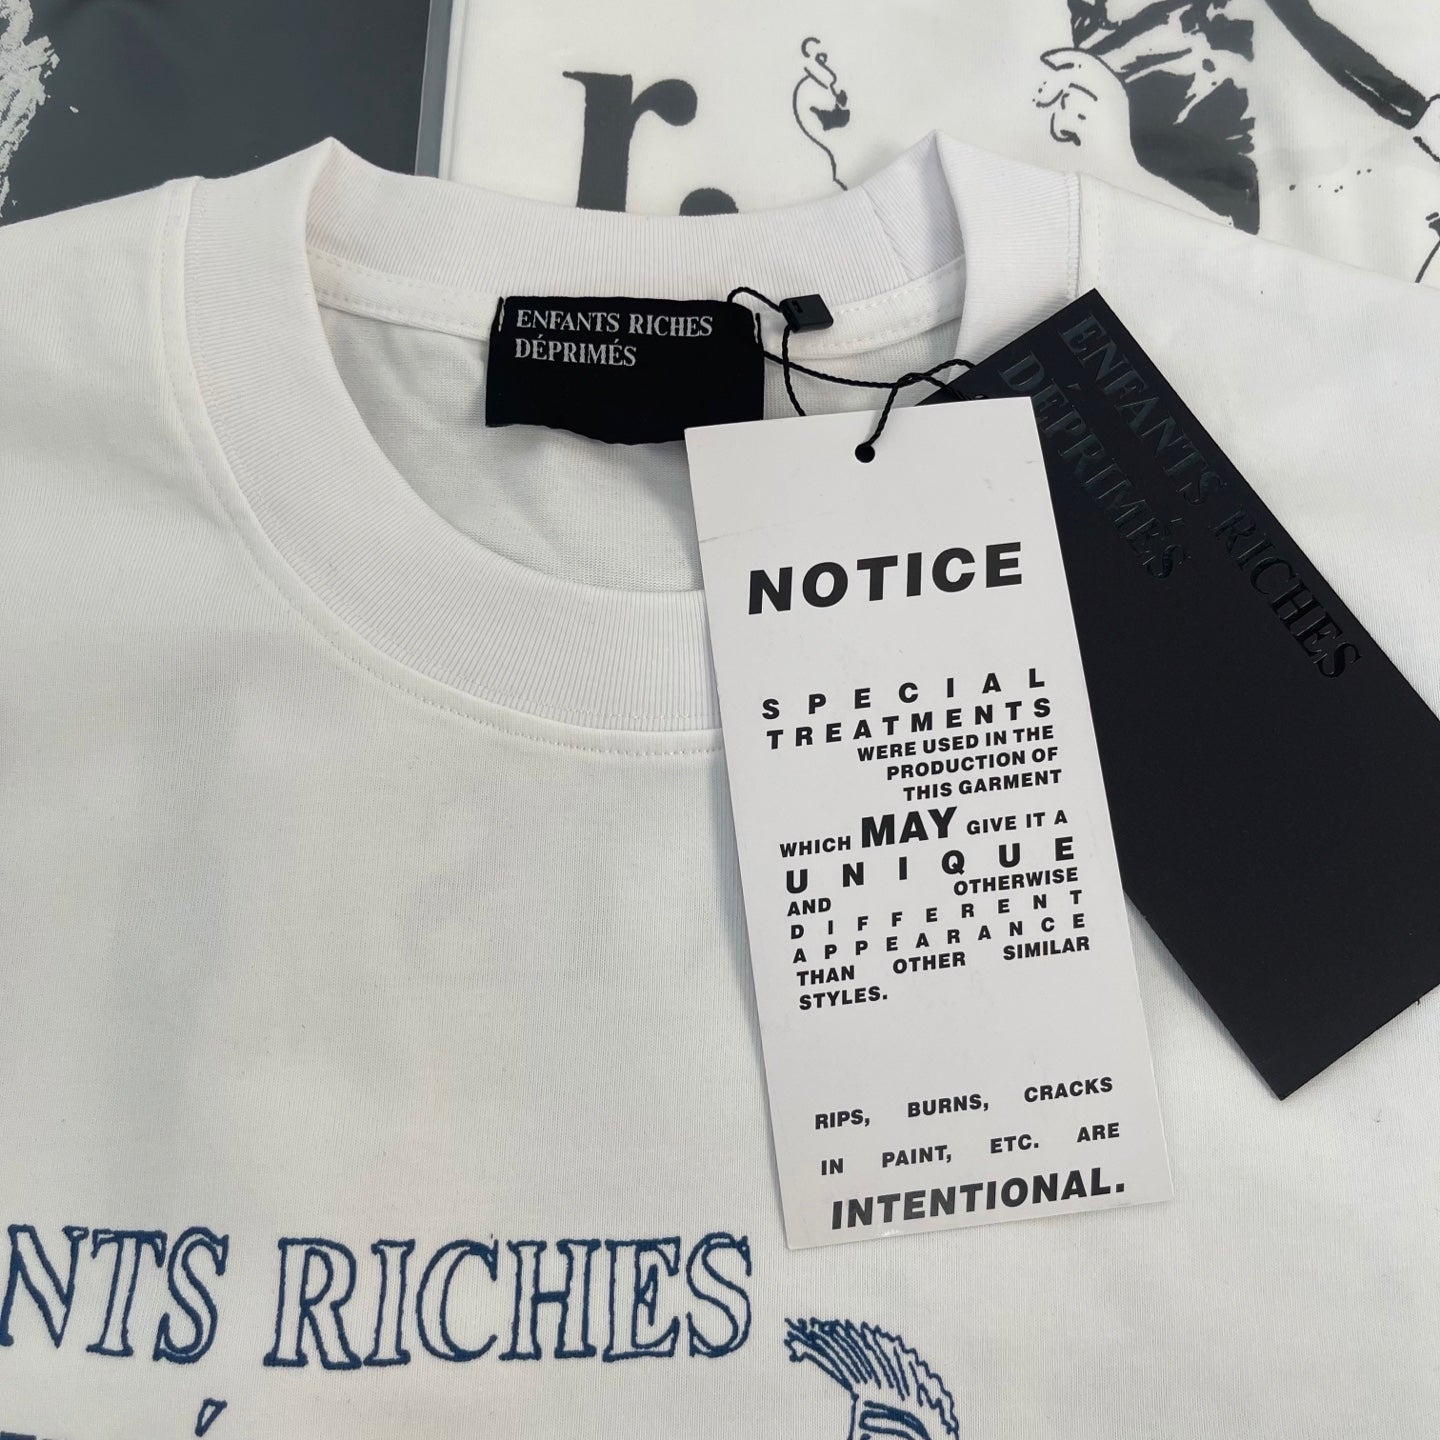 r.
ENFANTS RICHES
DÉPRIMÉS
ENFANTS RICHES
DÉPRIMÉS
NOTICE
SPECIAL
TREATMENTS
WERE USED IN THE
PRODUCTION OF
THIS GARMENT
WHICH MAY GIVE IT A
UNIQUE
AND OTHERWISE
DIFFERENT
APPEARANCE
THAN OTHER SIMILAR
STYLES.
RIPS, BURNS, CRACKS
IN PAINT, ETC. ARE
INTENTIONAL.
NTS RICHES